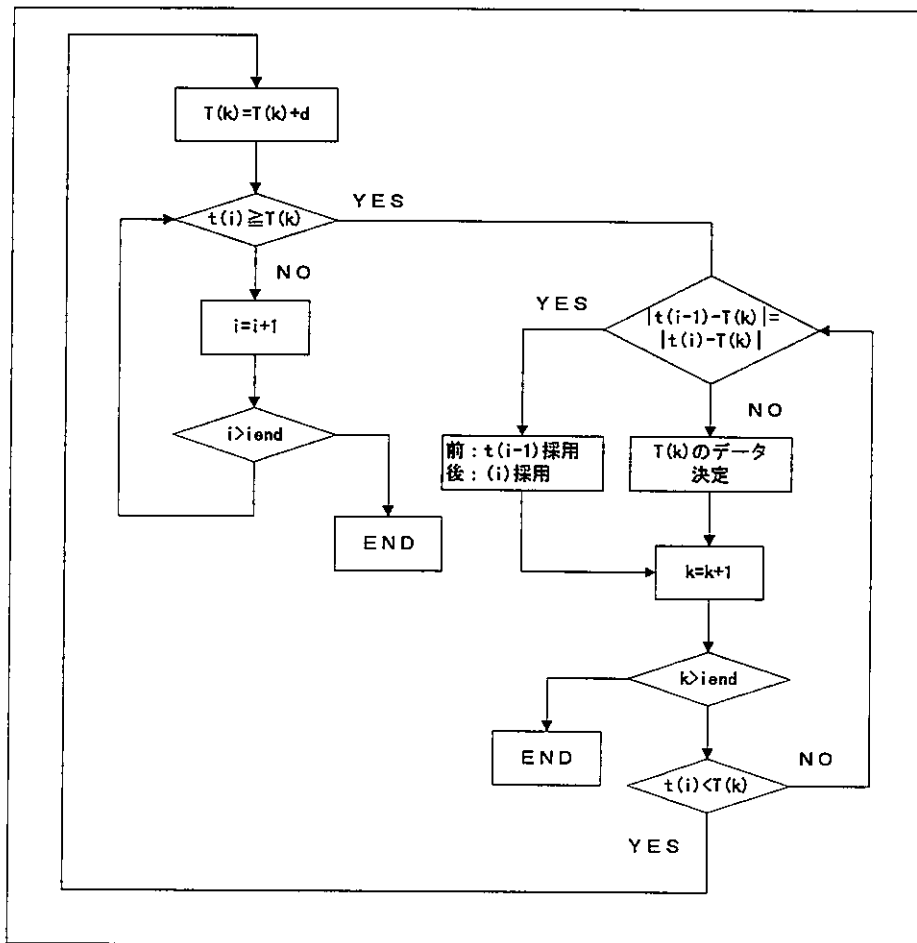 T(k)=T(k)+d
t(i)≧T(k)
YES
NO
i=i+1
i>iend
END
|t(i-1)-T(k)|=
|t(i)-T(k)|
YES
NO
前:t(i-1)採用
後:(i)採用
T(k)のデータ
決定
k=k+1
k>iend
END
t(i)<T(k)
NO
YES